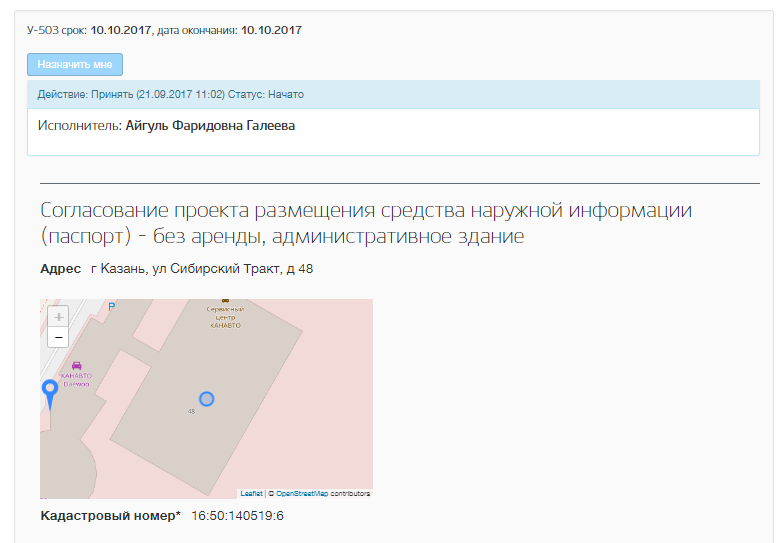 У-503 срок: 10.10.2017, дата окончания: 10.10.2017
Назначить мне
Действие: Принять (21.09.2017 11:02) Статус: Начато
Исполнитель: Айгуль Фаридовна Галеева
Согласование проекта размещения средства наружной информации
(паспорт) - без аренды, административное здание
Адрес г Казань, ул Сибирский Тракт, д 48
P
Сервисный
центр
КАНАВТО
+
−
КАНАВТО
Daewoo
48
Leaflet | © OpenStreetMap contributors
Кадастровый номер* 16:50:140519:6